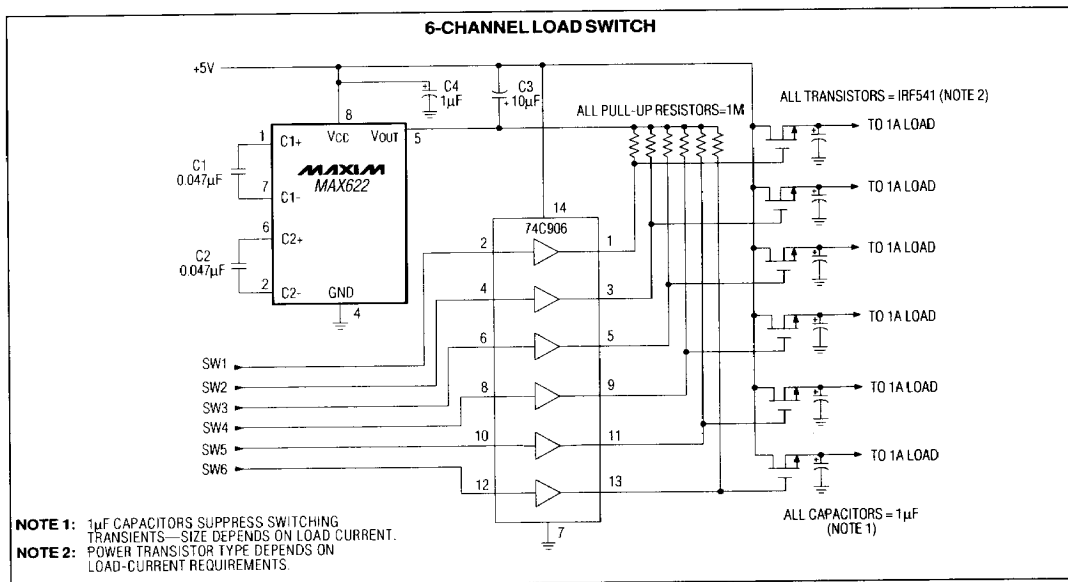 6-CHANNEL LOAD SWITCH
+5V
C4
1µF
C3
+10µF
ALL PULL-UP RESISTORS=1M
ALL TRANSISTORS = IRF541 (NOTE 2)
8
VCC
VOUT
5
1
C1+
C1
0.047µF
MAXIM
MAX622
7
C1-
6
C2+
C2
0.047µF
2
C2-
GND
4
14
74C906
2
1
4
3
6
5
8
9
10
11
12
13
7
SW1
SW2
SW3
SW4
SW5
SW6
+
TO 1A LOAD
+
TO 1A LOAD
+
TO 1A LOAD
+
TO 1A LOAD
+
TO 1A LOAD
+
TO 1A LOAD
ALL CAPACITORS = 1µF
(NOTE 1)
NOTE 1: 1µF CAPACITORS SUPPRESS SWITCHING
TRANSIENTS—SIZE DEPENDS ON LOAD CURRENT.
NOTE 2: POWER TRANSISTOR TYPE DEPENDS ON
LOAD-CURRENT REQUIREMENTS.